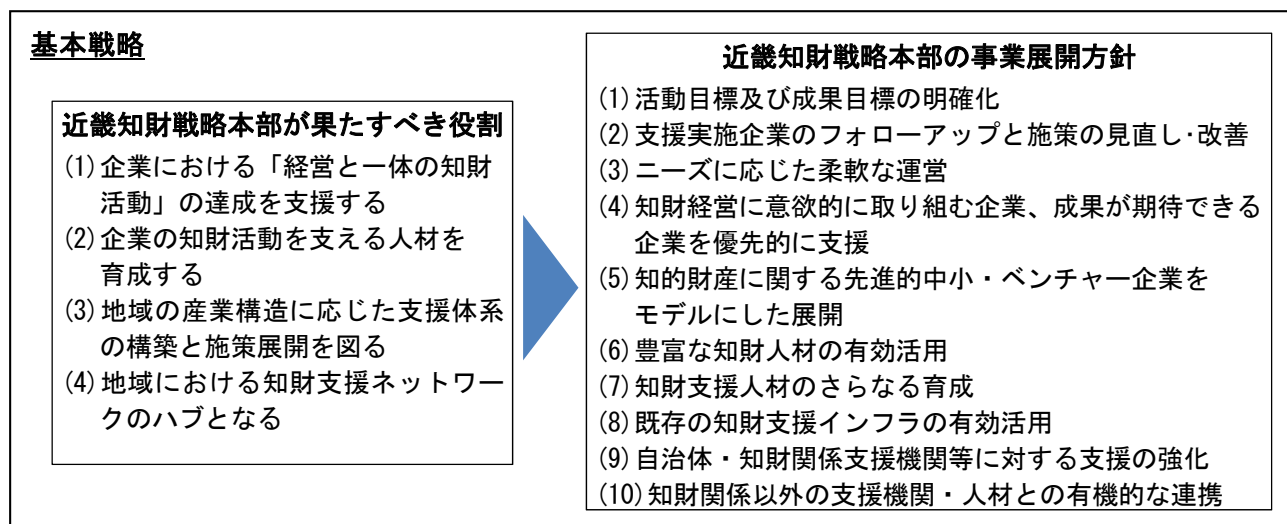 基本戦略
近畿知財戦略本部が果たすべき役割
(1) 企業における「経営と一体の知財
活動」の達成を支援する
(2) 企業の知財活動を支える人材を
育成する
(3) 地域の産業構造に応じた支援体系
の構築と施策展開を図る
(4) 地域における知財支援ネットワー
クのハブとなる
近畿知財戦略本部の事業展開方針
(1) 活動目標及び成果目標の明確化
(2) 支援実施企業のフォローアップと施策の見直し･改善
(3) ニーズに応じた柔軟な運営
(4) 知財経営に意欲的に取り組む企業、成果が期待できる
企業を優先的に支援
(5) 知的財産に関する先進的中小・ベンチャー企業を
モデルにした展開
(6) 豊富な知財人材の有効活用
(7) 知財支援人材のさらなる育成
(8) 既存の知財支援インフラの有効活用
(9) 自治体・知財関係支援機関等に対する支援の強化
(10) 知財関係以外の支援機関・人材との有機的な連携